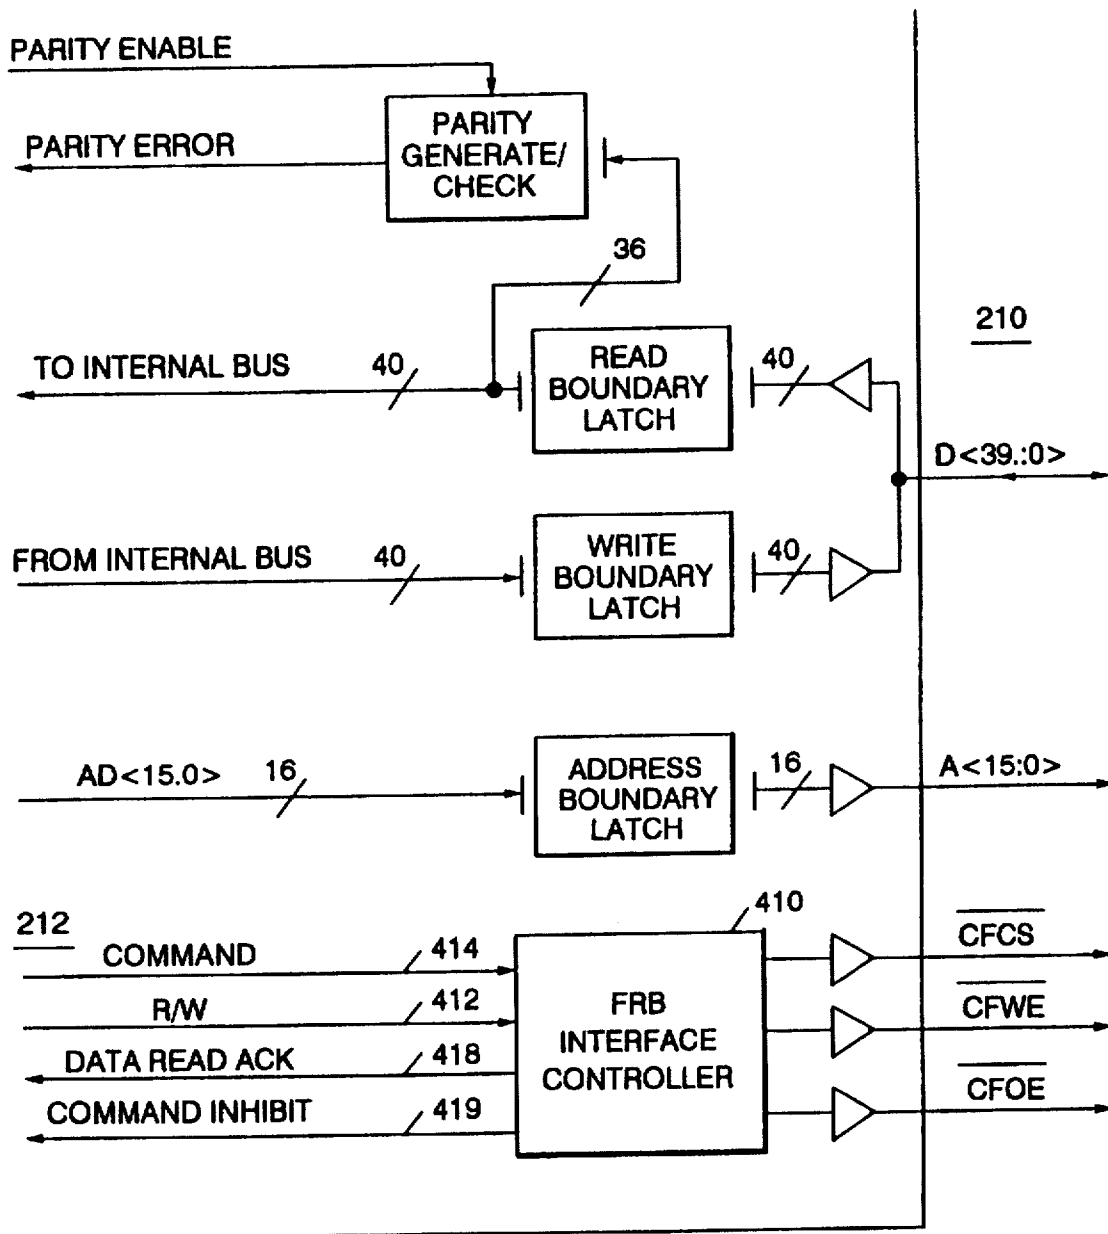 PARITY ENABLE
PARITY ERROR
PARITY
GENERATE/
CHECK
36
210
TO INTERNAL BUS
40
READ
BOUNDARY
LATCH
40
D<39.:0>
FROM INTERNAL BUS
40
WRITE
BOUNDARY
LATCH
40
AD<15.0>
16
ADDRESS
BOUNDARY
LATCH
16
A<15:0>
212
COMMAND
414
R/W
412
DATA READ ACK
418
COMMAND INHIBIT
419
410
FRB
INTERFACE
CONTROLLER
CFCS
CFWE
CFOE